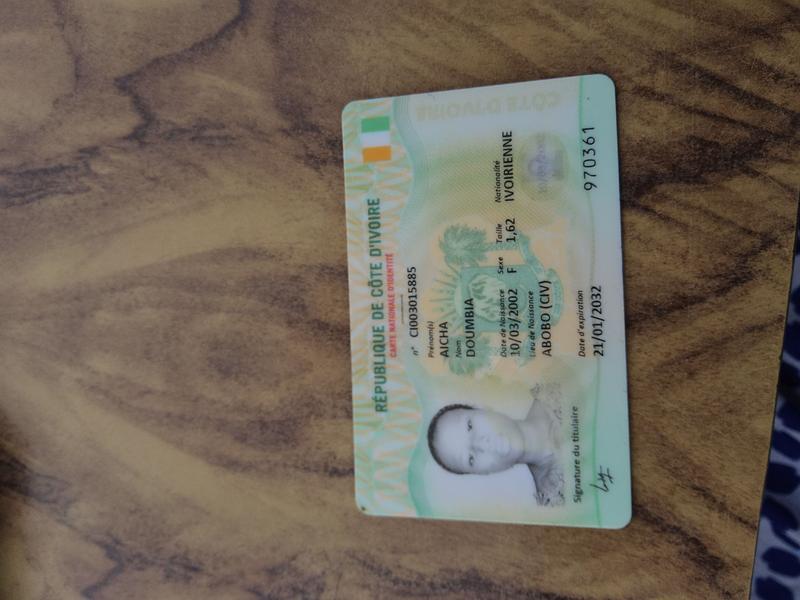 RÉPUBLIQUE DE CÔTE D'IVOIRE
CARTE NATIONALE D'IDENTITÉ
n° CI003015885
Prénom(s)
AICHA
Nom
DOUMBIA
Date de Naissance Sexe Taille Nationalité
10/03/2002 F 1,62 IVOIRIENNE
Lieu de Naissance
ABOBO (CIV)
Signature du titulaire
Date d'expiration
21/01/2032
970361
CÔTE D'IVOIRE